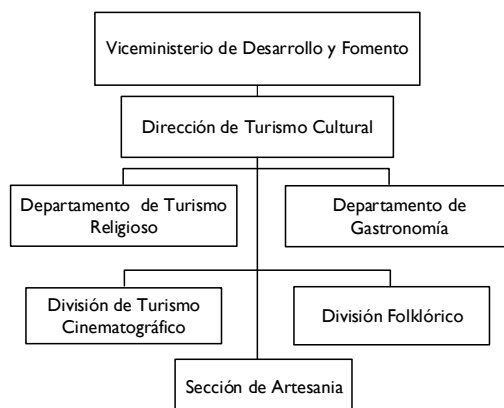 Viceministerio de Desarrollo y Fomento
Dirección de Turismo Cultural
Departamento de Turismo
Religioso
Departamento de
Gastronomía
División de Turismo
Cinematográfico
División Folklórico
Sección de Artesania